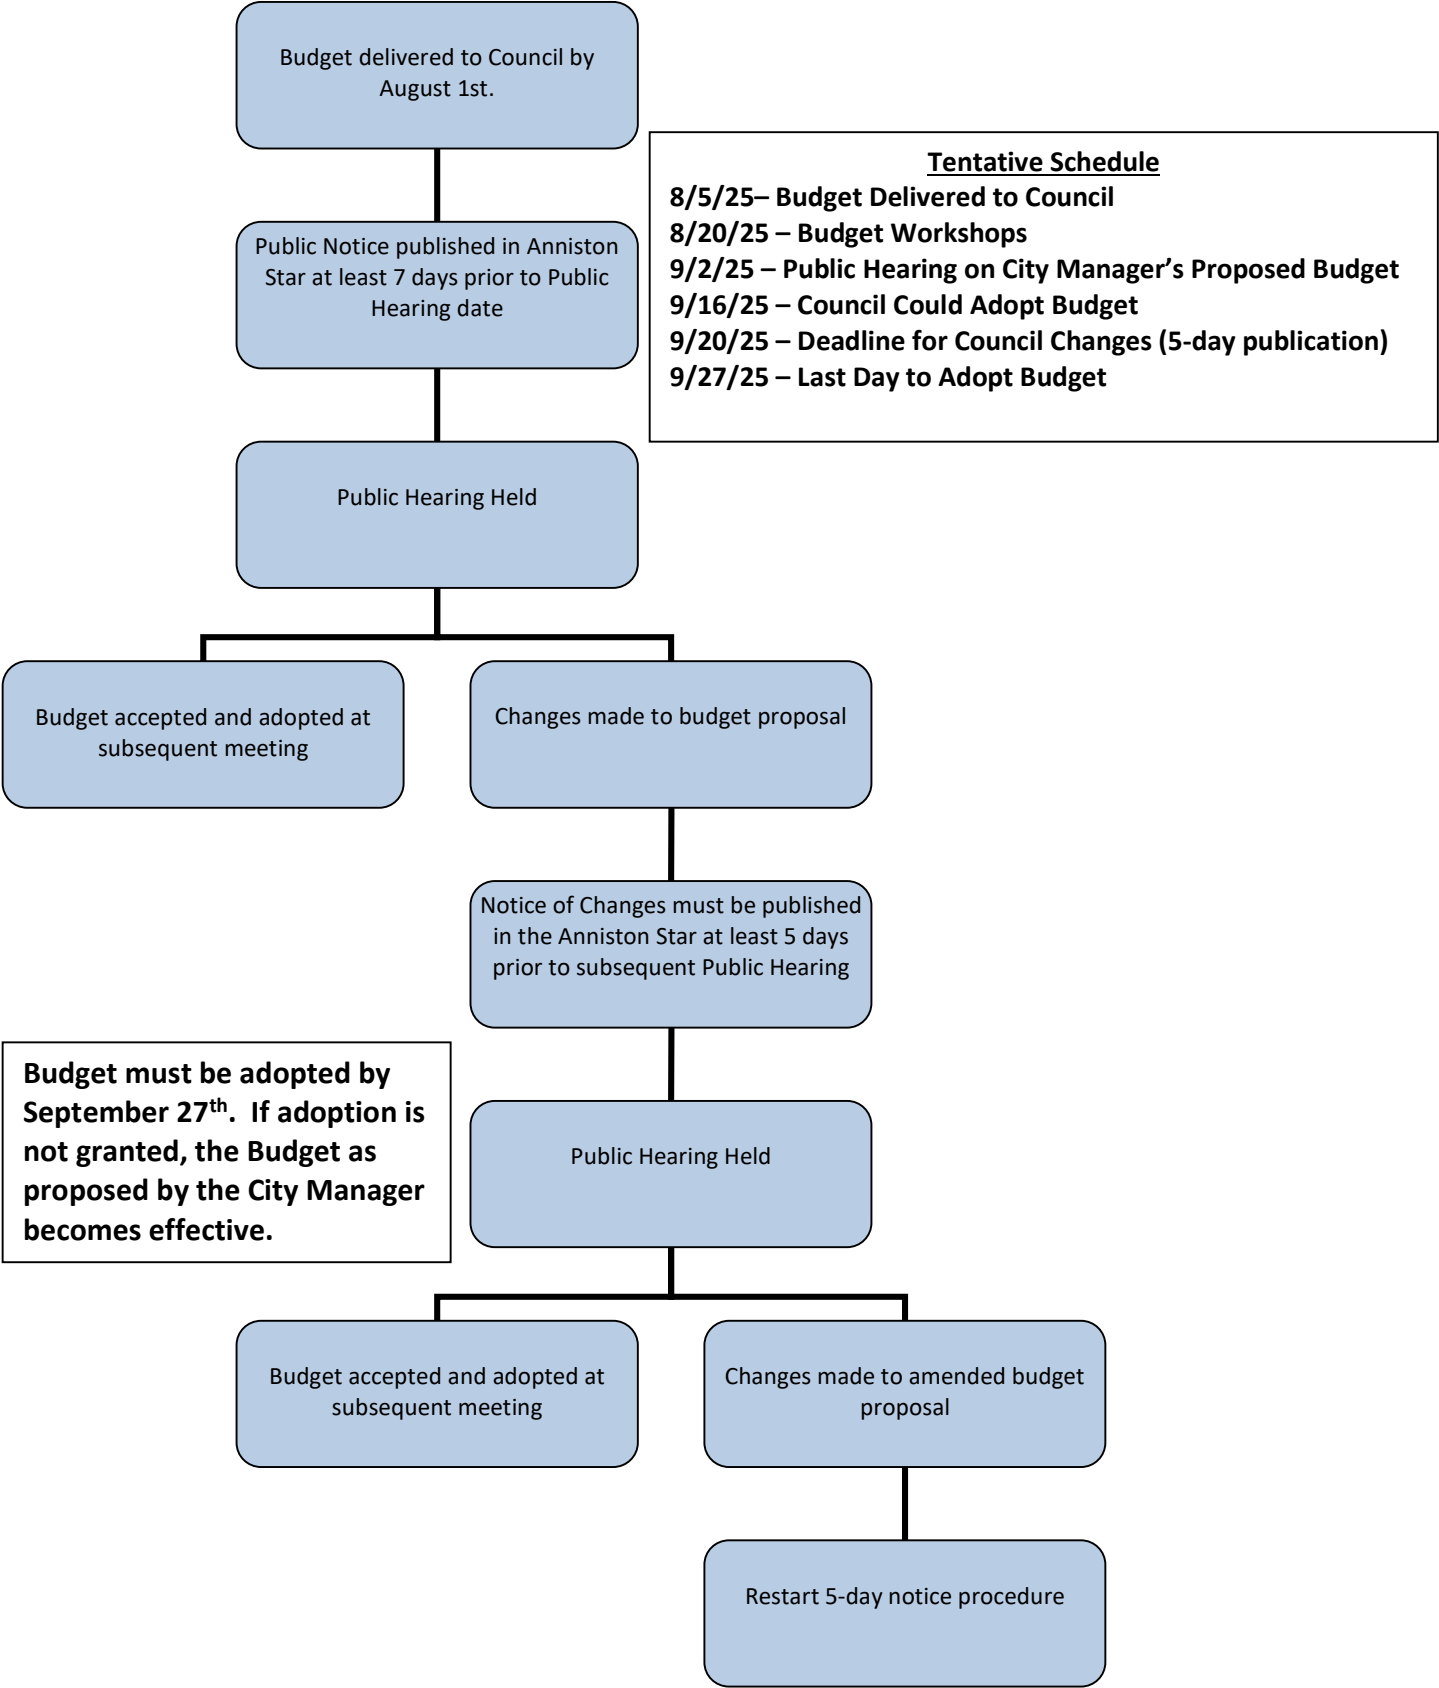 Budget delivered to Council by
August 1st.
Tentative Schedule
8/5/25– Budget Delivered to Council
8/20/25 – Budget Workshops
9/2/25 – Public Hearing on City Manager’s Proposed Budget
9/16/25 – Council Could Adopt Budget
9/20/25 – Deadline for Council Changes (5-day publication)
9/27/25 – Last Day to Adopt Budget
Public Notice published in Anniston
Star at least 7 days prior to Public
Hearing date
Public Hearing Held
Budget accepted and adopted at
subsequent meeting
Changes made to budget proposal
Notice of Changes must be published
in the Anniston Star at least 5 days
prior to subsequent Public Hearing
Budget must be adopted by
September 27th.  If adoption is
not granted, the Budget as
proposed by the City Manager
becomes effective.
Public Hearing Held
Budget accepted and adopted at
subsequent meeting
Changes made to amended budget
proposal
Restart 5-day notice procedure